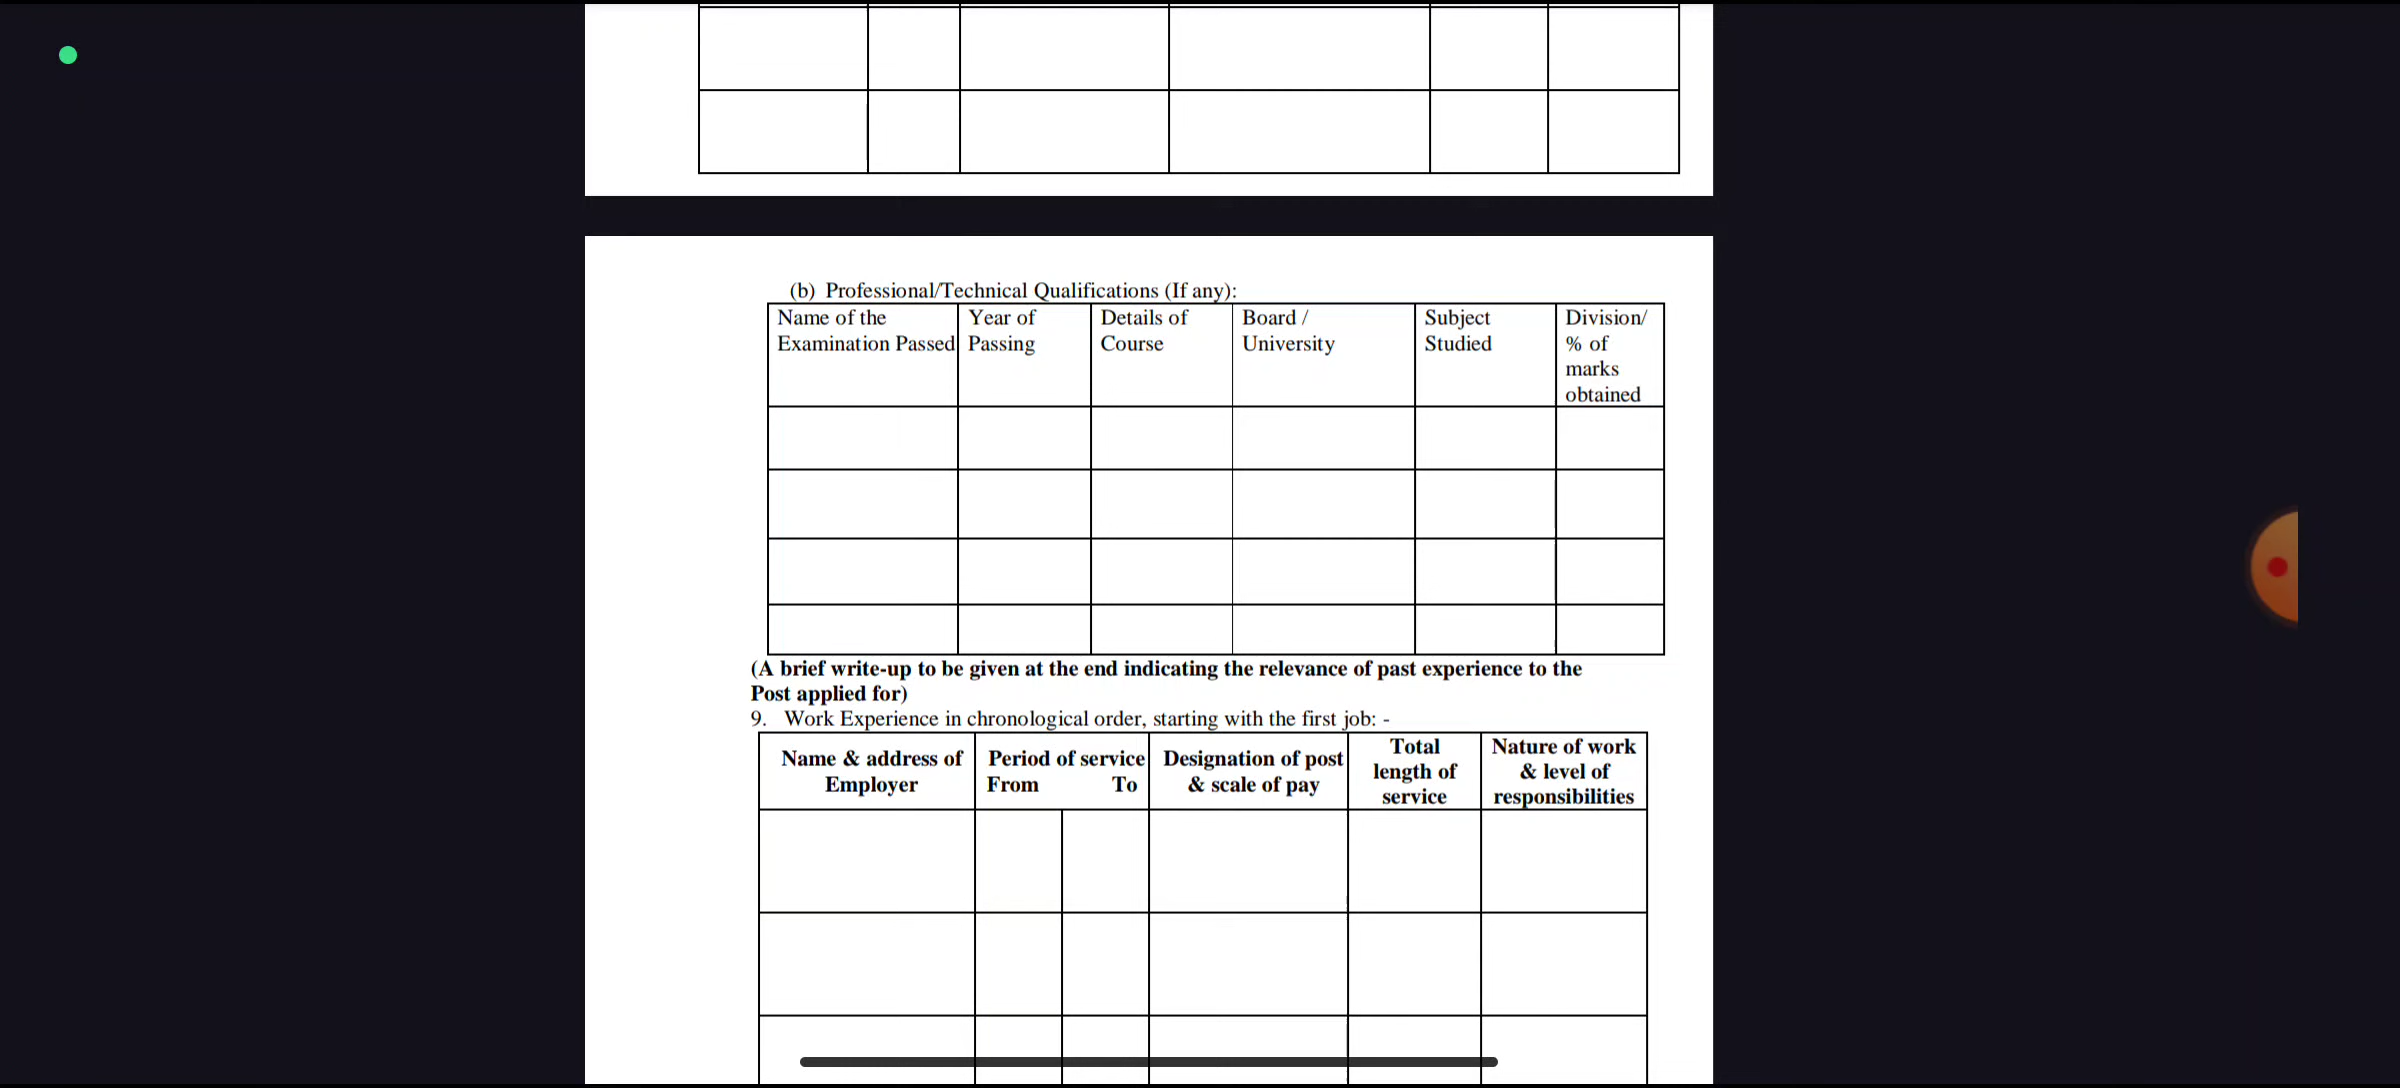 (b) Professional/Technical Qualifications (If any):
Name of the Examination Passed
Year of Passing
Details of Course
Board / University
Subject Studied
Division/ % of marks obtained
(A brief write-up to be given at the end indicating the relevance of past experience to the
Post applied for)
9. Work Experience in chronological order, starting with the first job: -
Name & address of Employer
Period of service From To
Designation of post & scale of pay
Total length of service
Nature of work & level of responsibilities